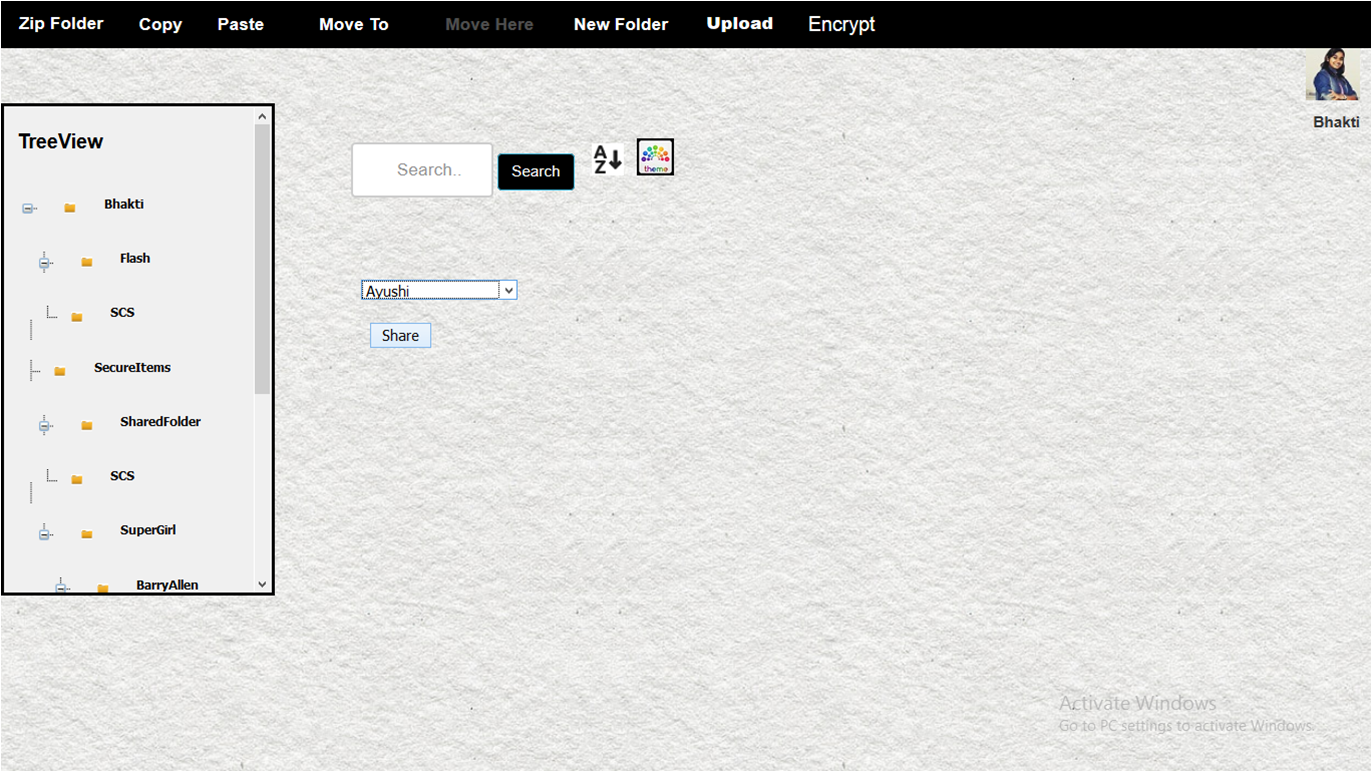 Zip Folder Copy Paste Move To Move Here New Folder Upload Encrypt
Bhakti
TreeView
Bhakti
Flash
SCS
SecureItems
SharedFolder
SCS
SuperGirl
BarryAllen
Search.. Search
A
Z
theme
Ayushi
Share
Activate Windows
Go to PC settings to activate Windows.